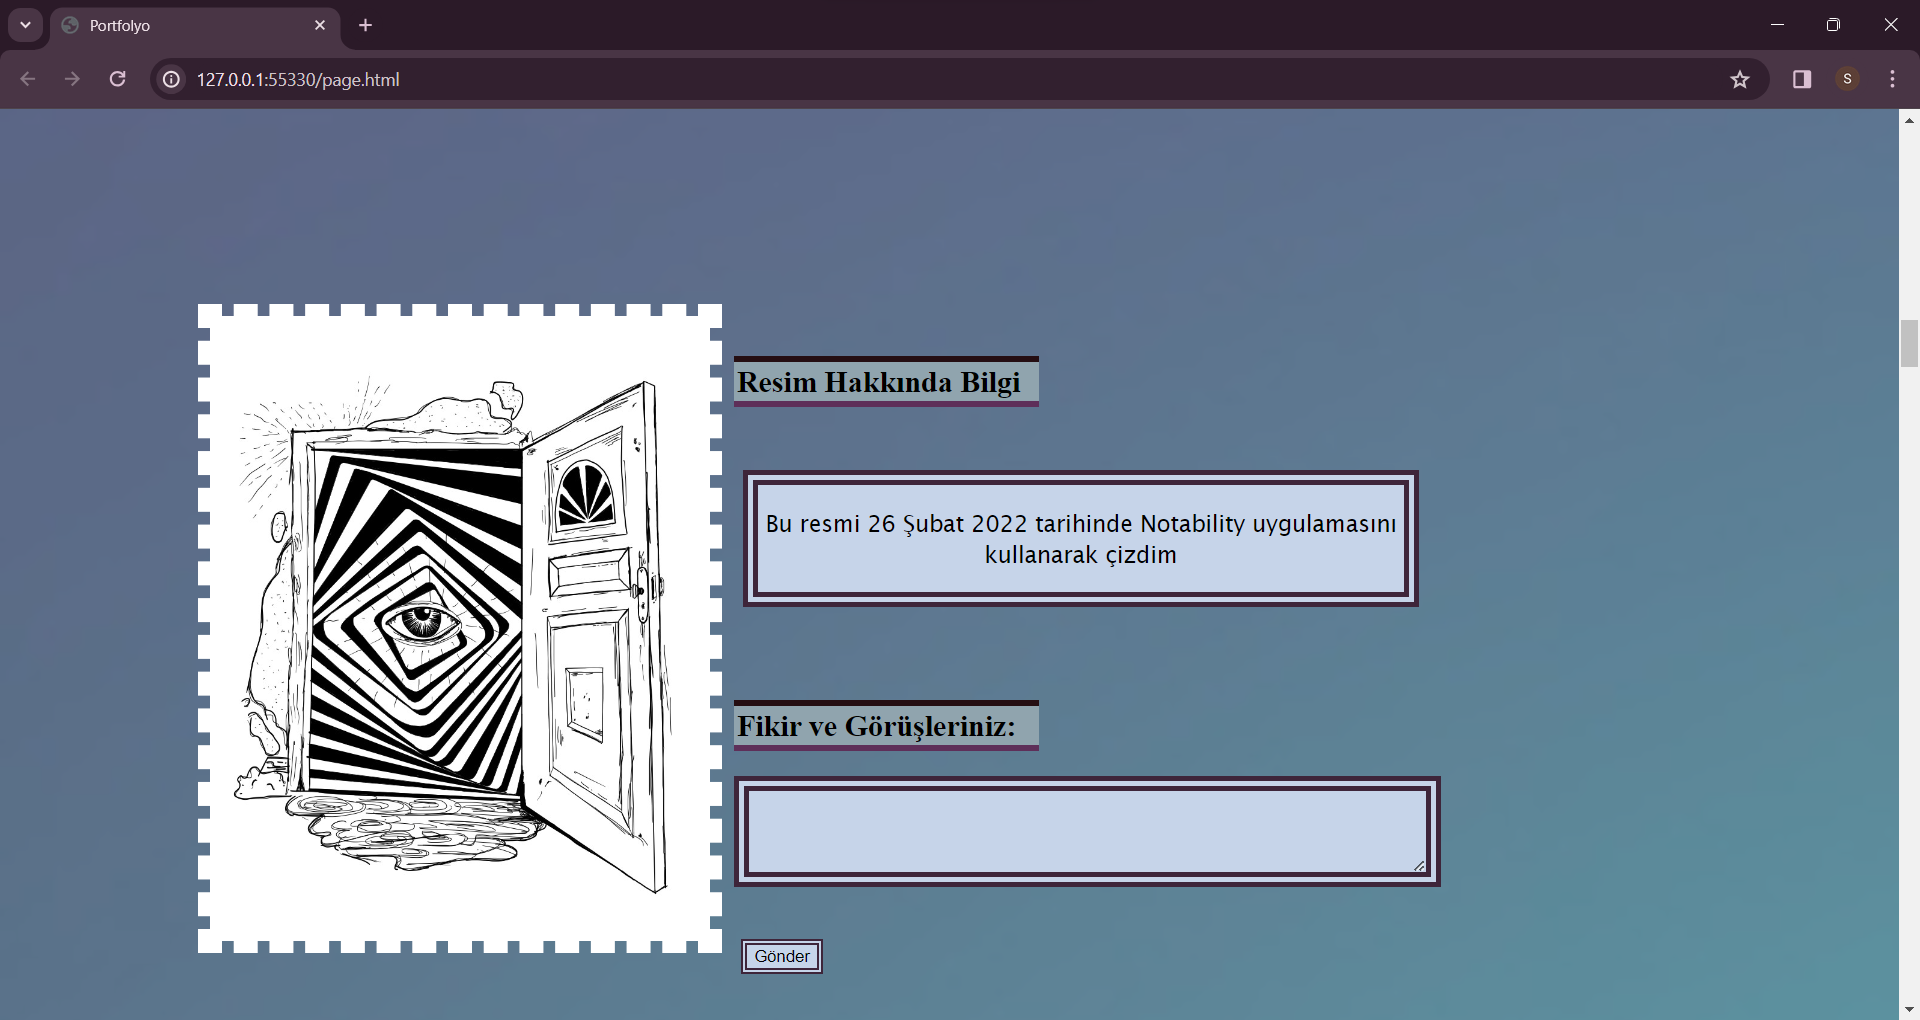 Portfolyo
127.0.0.1:55330/page.html
S
Resim Hakkında Bilgi
Bu resmi 26 Şubat 2022 tarihinde Notability uygulamasını
kullanarak çizdim
Fikir ve Görüşleriniz:
Gönder